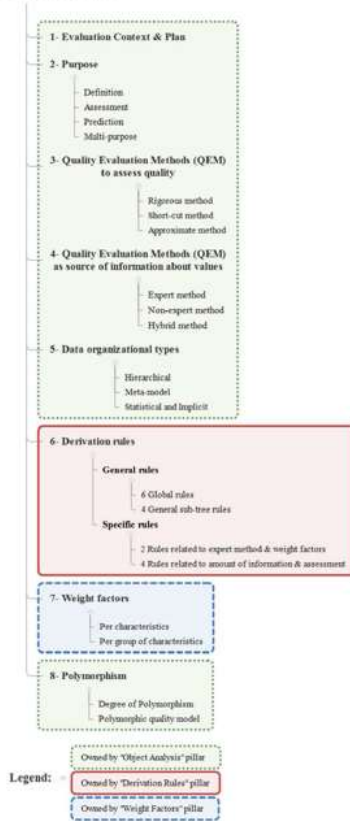 1- Evaluation Context & Plan
2- Purpose
Definition
Assessment
Prediction
Multi-purpose
3- Quality Evaluation Methods (QEM)
to assess quality
Rigorous method
Short-cut method
Approximate method
4- Quality Evaluation Methods (QEM)
as source of information about values
Expert method
Non-expert method
Hybrid method
5- Data organizational types
Hierarchical
Meta-model
Statistical and Implicit
6- Derivation rules
General rules
6 Global rules
4 General sub-tree rules
Specific rules
2 Rules related to expert method & weight factors
4 Rules related to amount of information & assessment
7- Weight factors
Per characteristics
Per group of characteristics
8- Polymorphism
Degree of Polymorphism
Polymorphic quality model
Legend:
Owned by "Object Analysis" pillar
Owned by "Derivation Rules" pillar
Owned by "Weight Factors" pillar